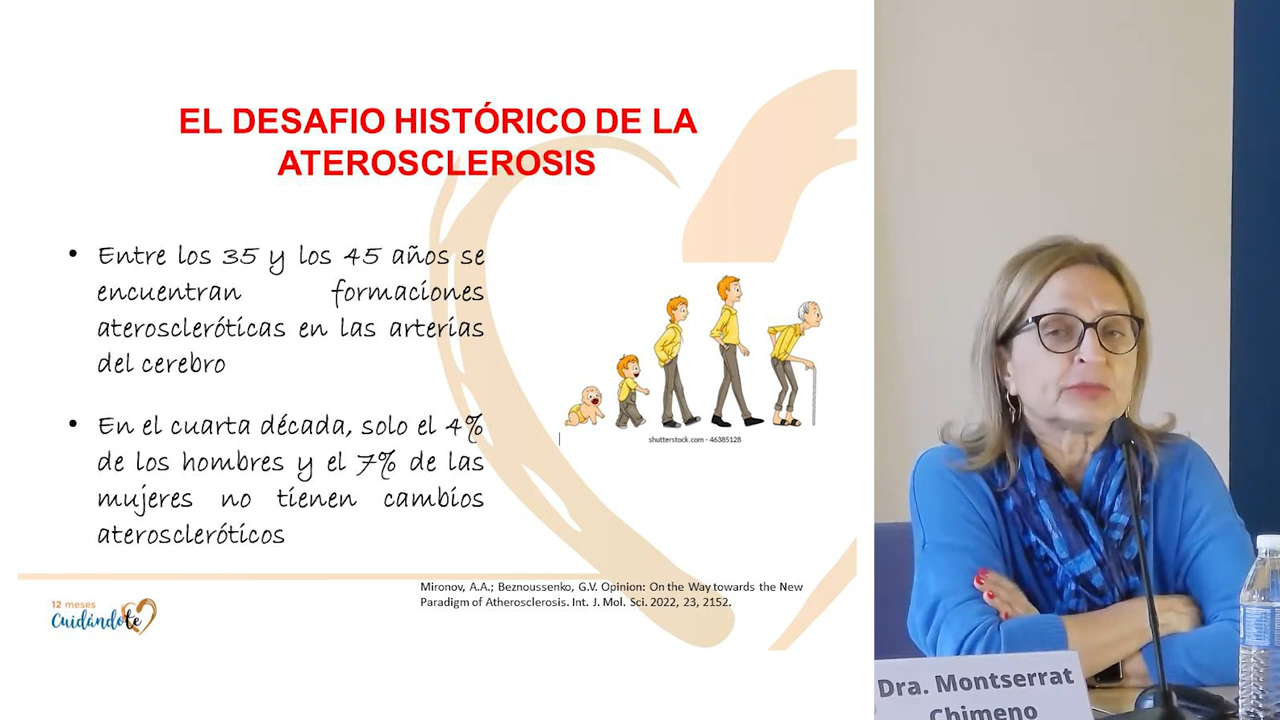 EL DESAFIO HISTÓRICO DE LA
ATEROSCLEROSIS
• Entre los 35 y los 45 años se
encuentran formaciones
ateroscleróticas en las arterias
del cerebro
• En el cuarta década, solo el 4%
de los hombres y el 7% de las
mujeres no tienen cambios
ateroscleróticos
shutterstock.com · 46385128
Mironov, A.A.; Beznoussenko, G.V. Opinion: On the Way towards the New
Paradigm of Atherosclerosis. Int. J. Mol. Sci. 2022, 23, 2152.
12 meses
Cuidándote
Dra. Montserrat
Chimeno